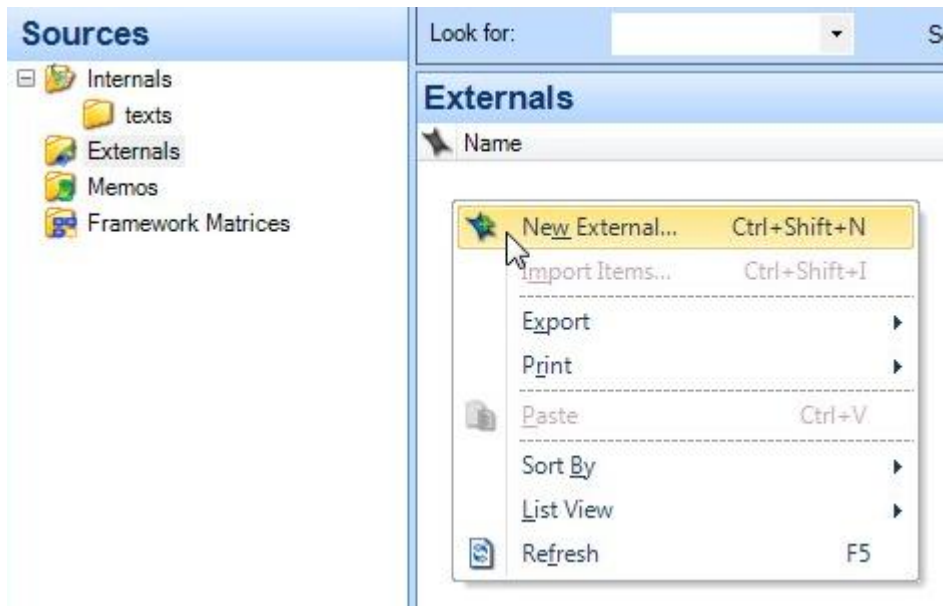 Sources
Internals
texts
Externals
Memos
Framework Matrices
Look for:
S
Externals
Name
New External... Ctrl+Shift+N
Import Items... Ctrl+Shift+I
Export
Print
Paste Ctrl+V
Sort By
List View
Refresh F5